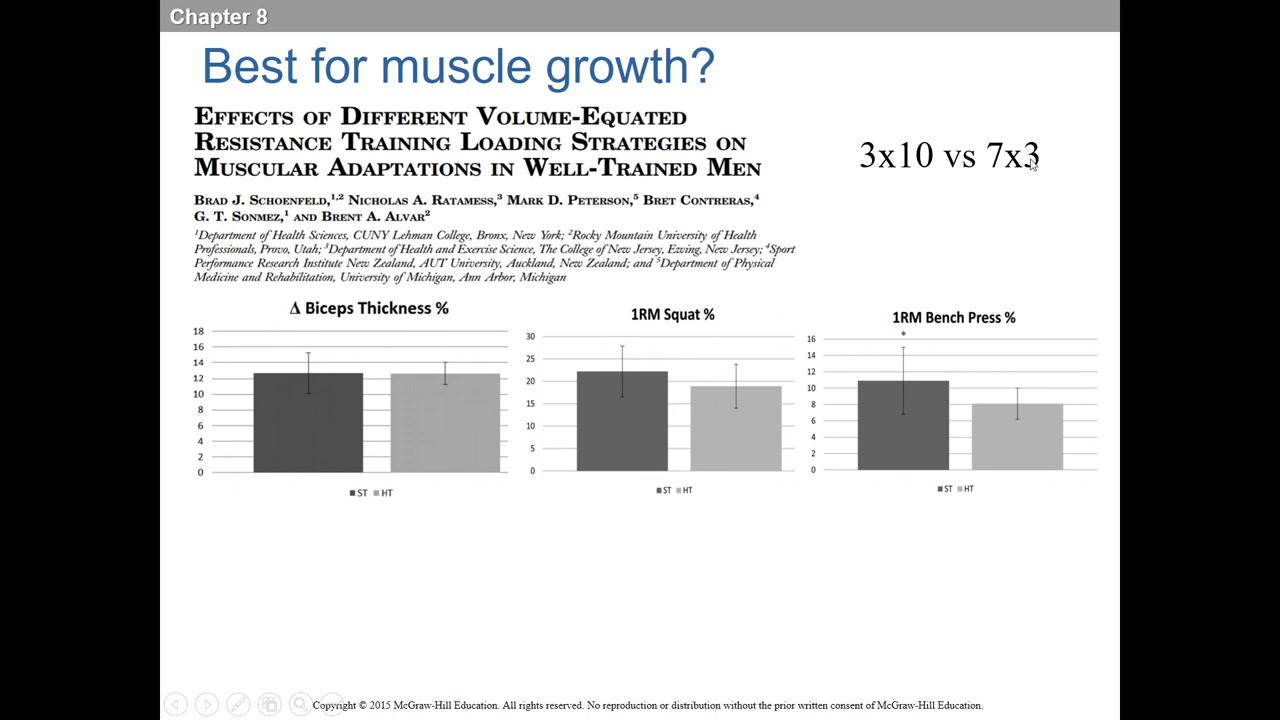 Chapter 8
Best for muscle growth?
EFFECTS OF DIFFERENT VOLUME-EQUATED
RESISTANCE TRAINING LOADING STRATEGIES ON
MUSCULAR ADAPTATIONS IN WELL-TRAINED MEN
3x10 vs 7x3
BRAD J. SCHOENFELD,1,2 NICHOLAS A. RATAMESS,3 MARK D. PETERSON,5 BRET CONTRERAS,4
G. T. SONMEZ,1 AND BRENT A. ALVAR2
1Department of Health Sciences, CUNY Lehman College, Bronx, New York; 2Rocky Mountain University of Health
Professionals, Provo, Utah; 3Department of Health and Exercise Science, The College of New Jersey, Ewing, New Jersey; 4Sport
Performance Research Institute New Zealand, AUT University, Auckland, New Zealand; and 5Department of Physical
Medicine and Rehabilitation, University of Michigan, Ann Arbor, Michigan
Δ Biceps Thickness %
18
16
14
12
10
8
6
4
2
0
ST HT
1RM Squat %
30
25
20
15
10
5
0
ST HT
1RM Bench Press %
*
16
14
12
10
8
6
4
2
0
ST HT
Copyright © 2015 McGraw-Hill Education. All rights reserved. No reproduction or distribution without the prior written consent of McGraw-Hill Education.